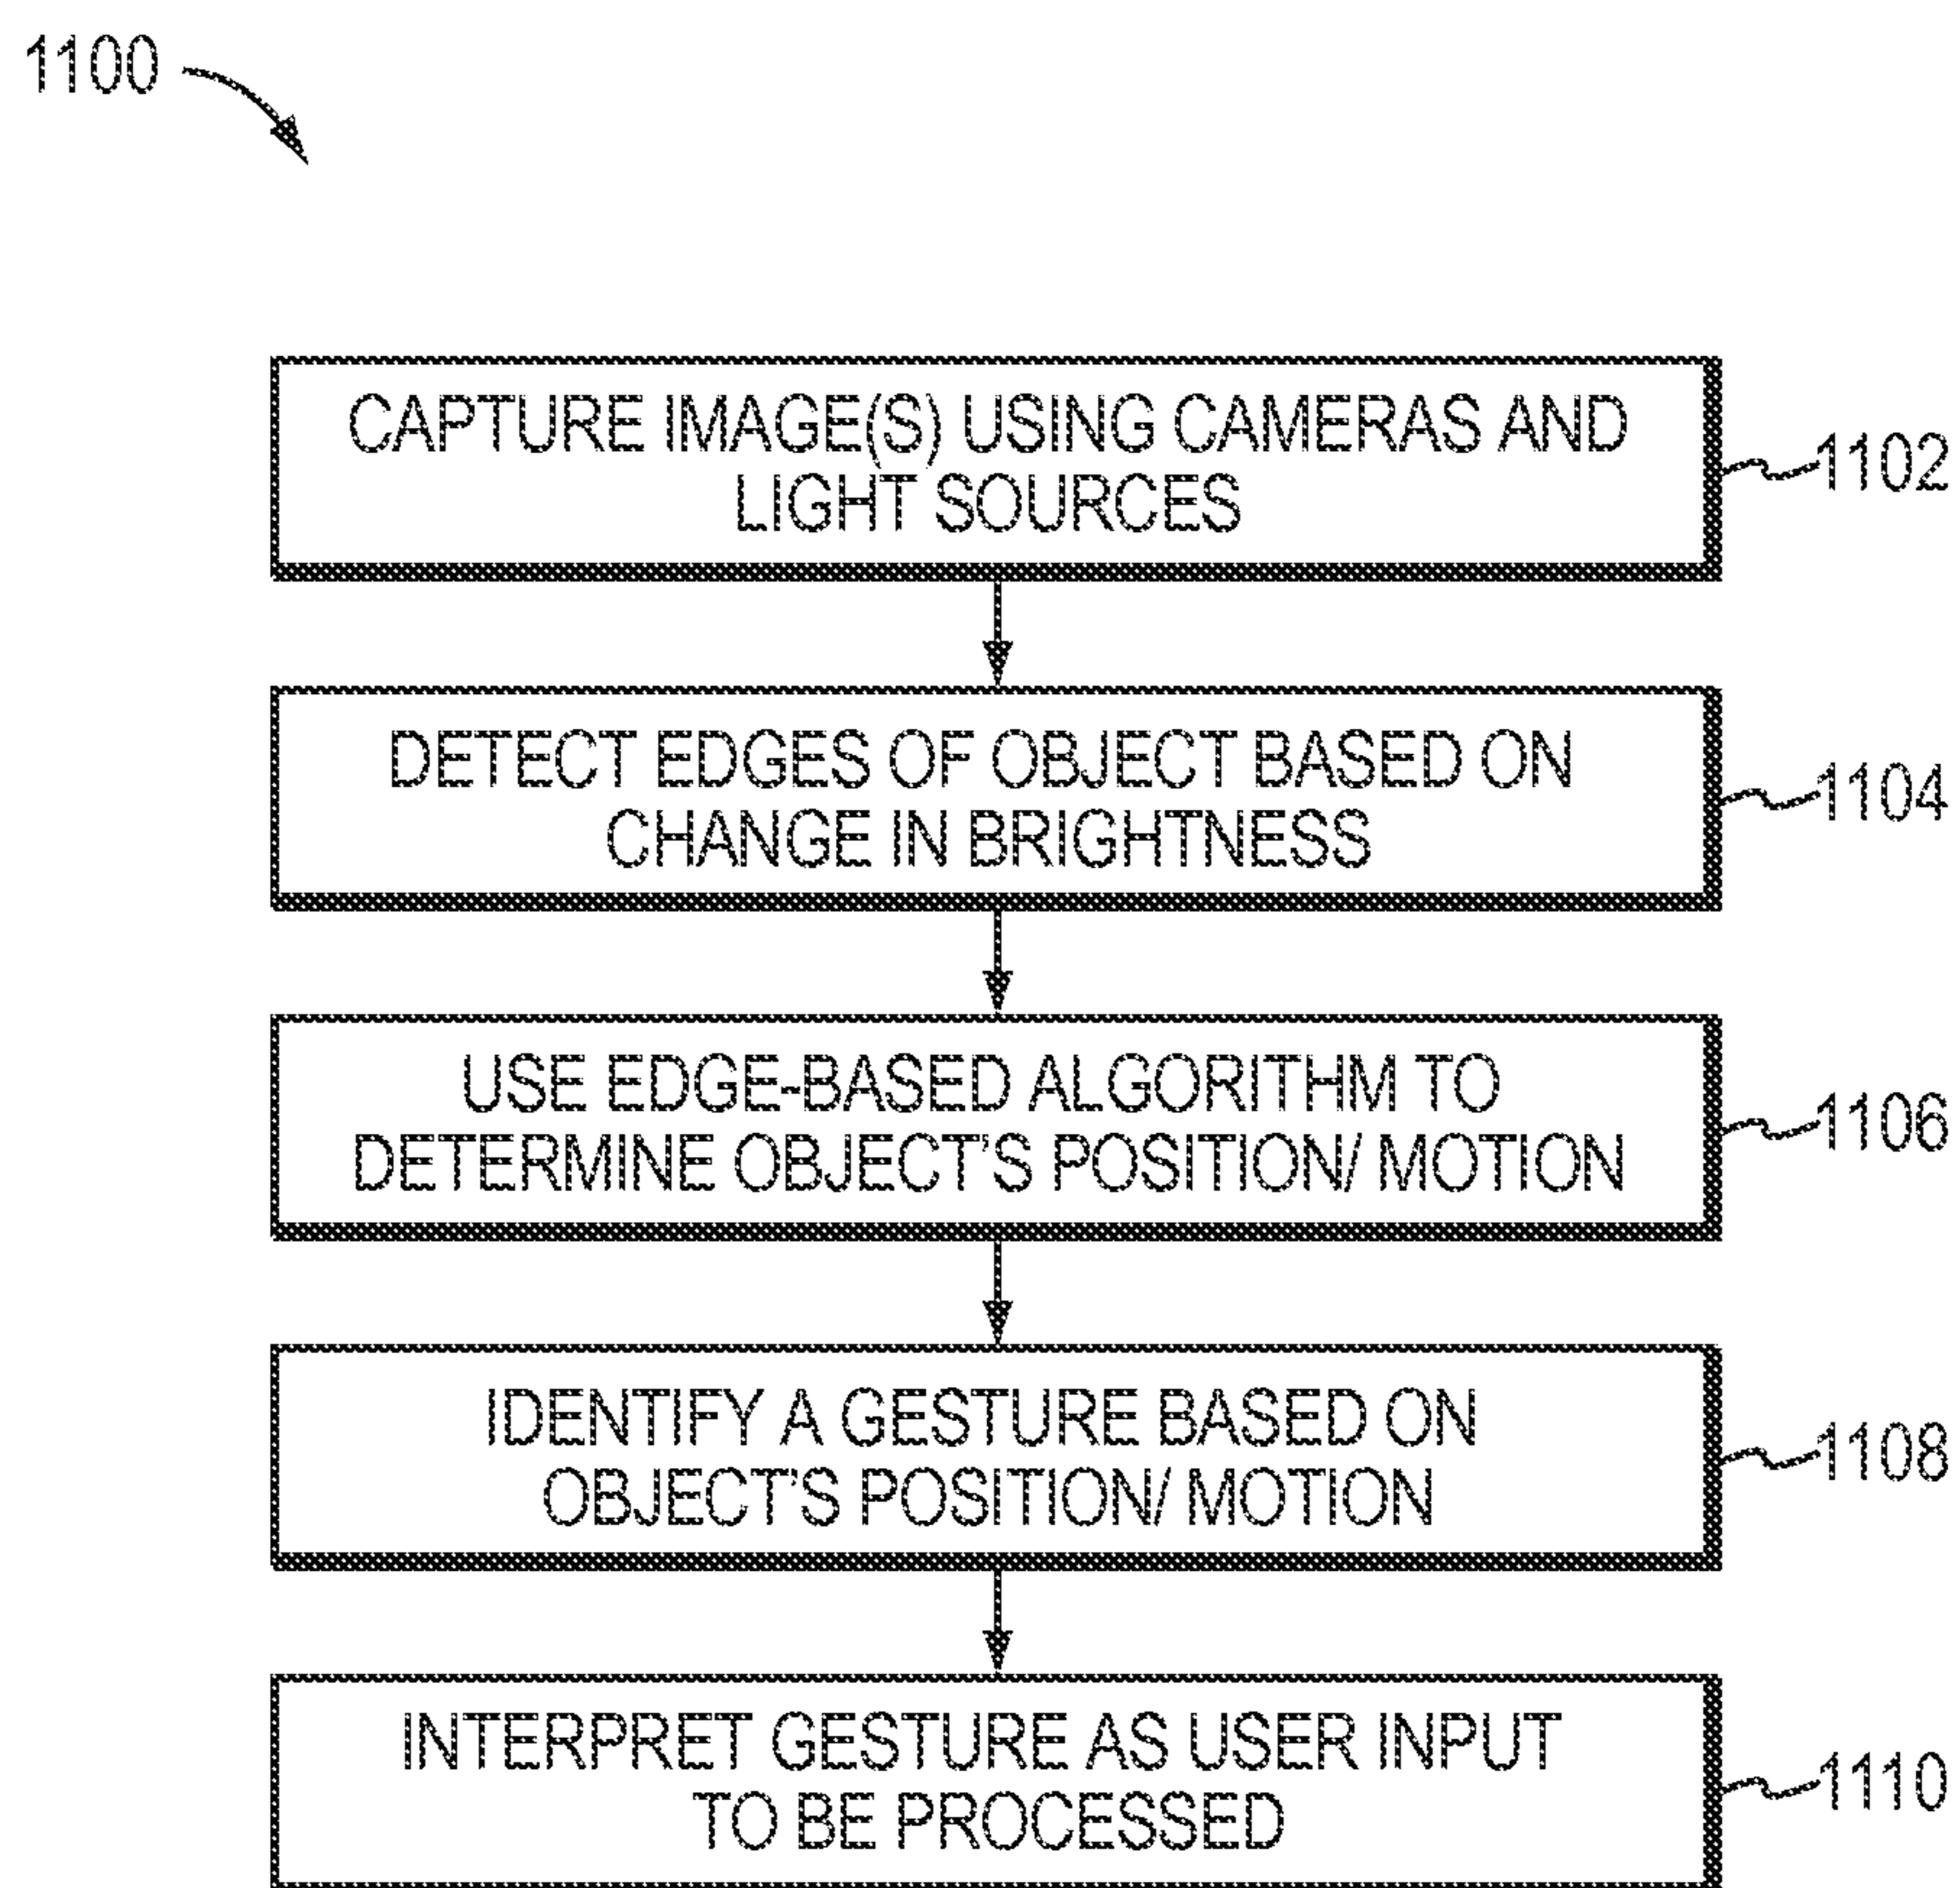 1100
CAPTURE IMAGE(S) USING CAMERAS AND
LIGHT SOURCES
1102
DETECT EDGES OF OBJECT BASED ON
CHANGE IN BRIGHTNESS
1104
USE EDGE-BASED ALGORITHM TO
DETERMINE OBJECT'S POSITION/ MOTION
1106
IDENTIFY A GESTURE BASED ON
OBJECT'S POSITION/ MOTION
1108
INTERPRET GESTURE AS USER INPUT
TO BE PROCESSED
1110